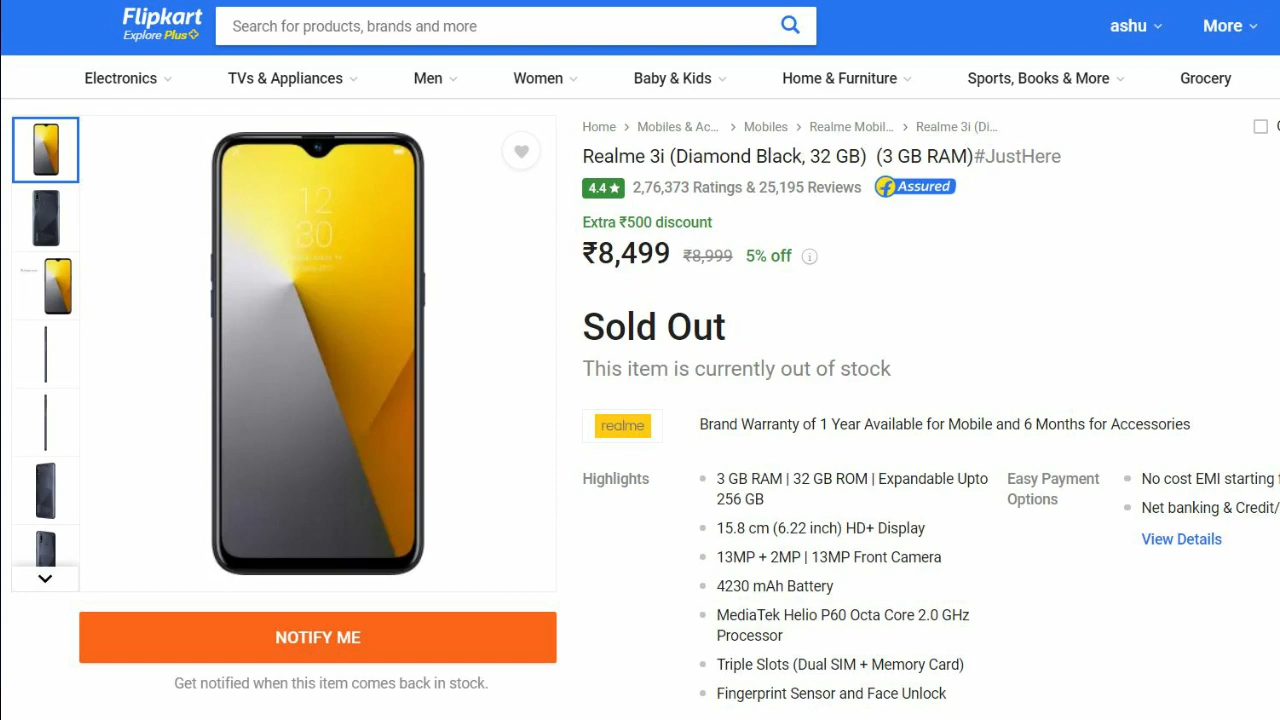 Flipkart
Explore Plus
Search for products, brands and more
ashu
More
Electronics
TVs & Appliances
Men
Women
Baby & Kids
Home & Furniture
Sports, Books & More
Grocery
Home > Mobiles & Ac... > Mobiles > Realme Mobil... > Realme 3i (Di...
Realme 3i (Diamond Black, 32 GB) (3 GB RAM)#JustHere
4.4★ 2,76,373 Ratings & 25,195 Reviews Assured
Extra ₹500 discount
₹8,499 ₹8,999 5% off
12
30
Sold Out
This item is currently out of stock
realme
Brand Warranty of 1 Year Available for Mobile and 6 Months for Accessories
Highlights
3 GB RAM | 32 GB ROM | Expandable Upto
256 GB
15.8 cm (6.22 inch) HD+ Display
13MP + 2MP | 13MP Front Camera
4230 mAh Battery
MediaTek Helio P60 Octa Core 2.0 GHz
Processor
Triple Slots (Dual SIM + Memory Card)
Fingerprint Sensor and Face Unlock
Easy Payment
Options
No cost EMI starting
Net banking & Credit/
View Details
NOTIFY ME
Get notified when this item comes back in stock.